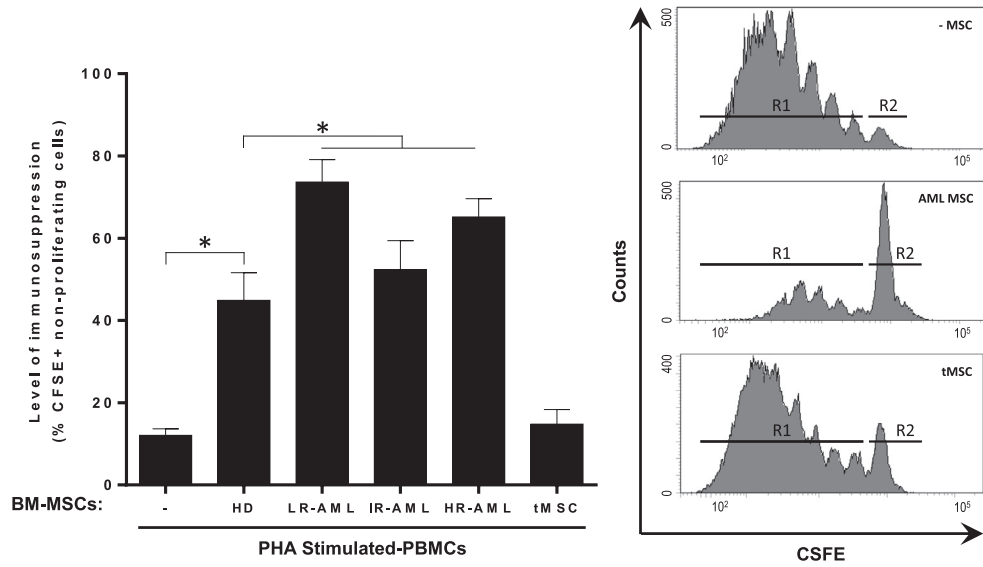 Level of immunosuppression
(% CFSE+ non-proliferating cells)
100
80
60
40
20
0
*
*
BM-MSCs:
-
HD
LR-AML
IR-AML
HR-AML
tMSC
PHA Stimulated-PBMCs
Counts
500
0
- MSC
R1
R2
10²
10⁵
500
0
AML MSC
R1
R2
10²
10⁵
400
0
tMSC
R1
R2
10²
10⁵
CSFE